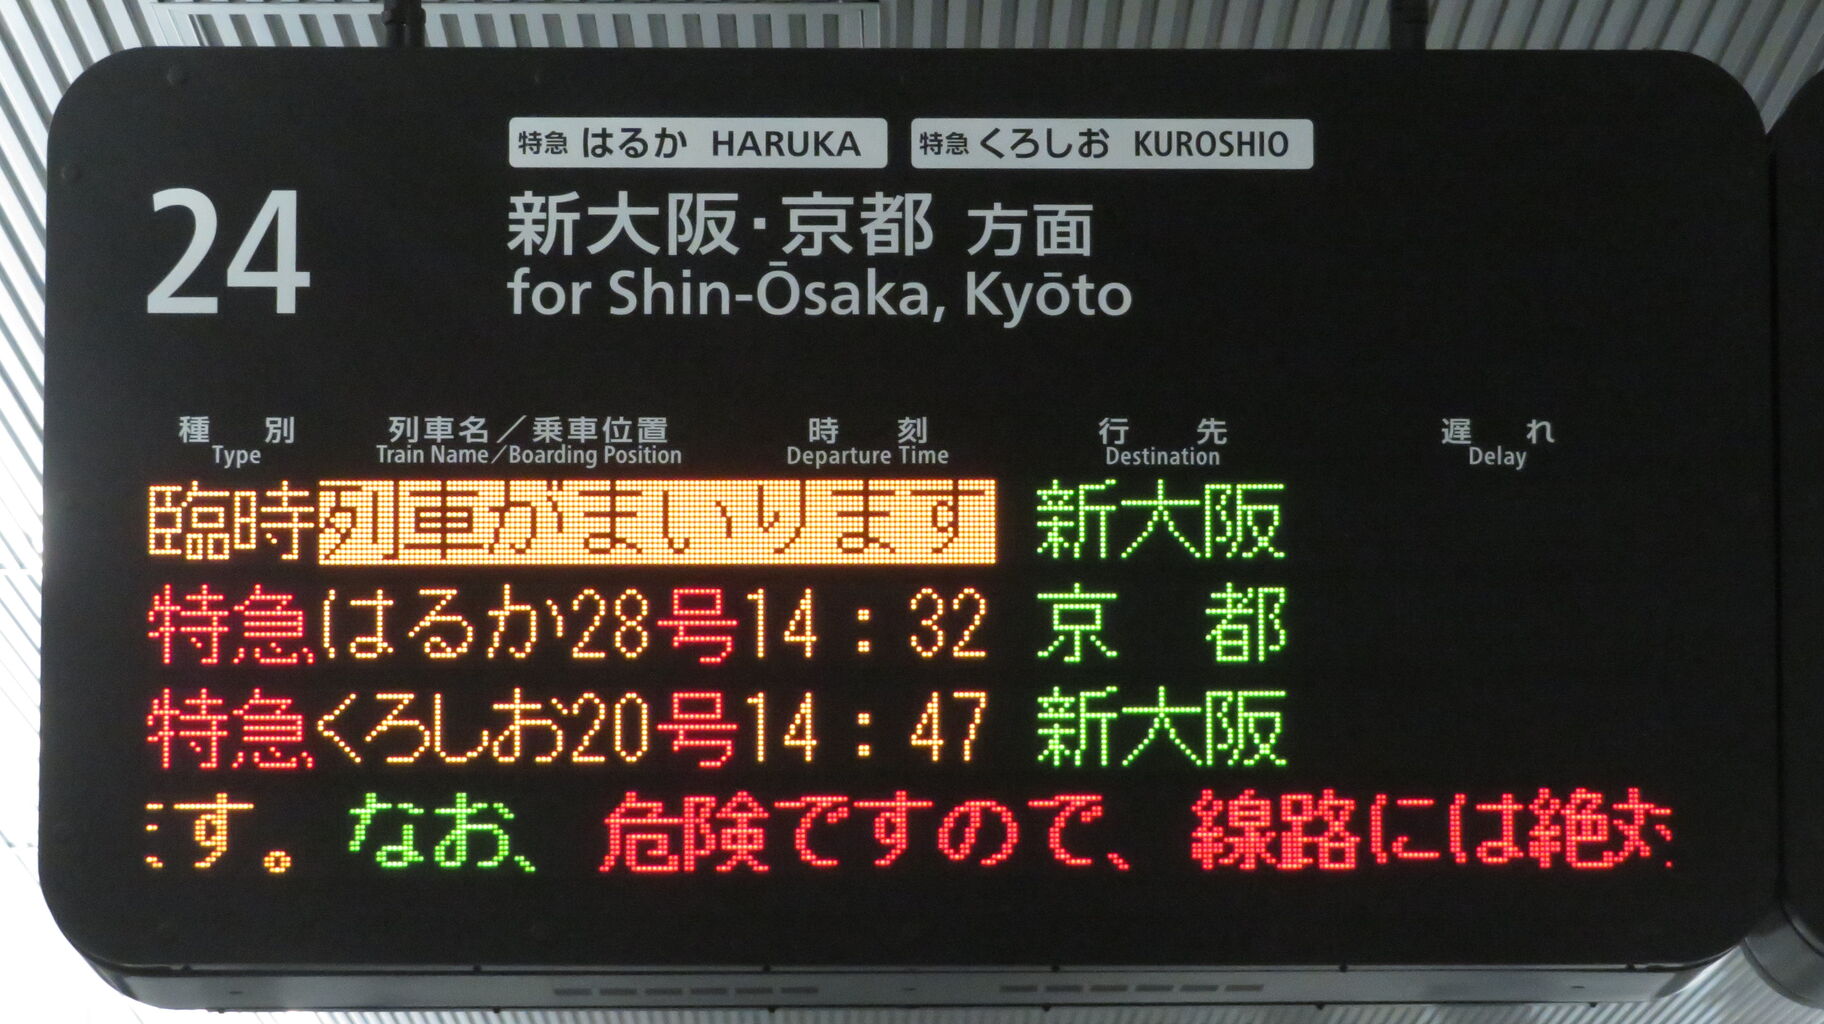 特急 はるか HARUKA 特急 くろしお KUROSHIO
24 新大阪・京都 方面
for Shin-Ōsaka, Kyōto
種別 列車名／乗車位置 時刻 行先 遅れ
Type Train Name／Boarding Position Departure Time Destination Delay
臨時 列車がまいります 新大阪
特急 はるか28号 14:32 京都
特急 くろしお20号 14:47 新大阪
す。 なお、 危険ですので、 線路には絶対